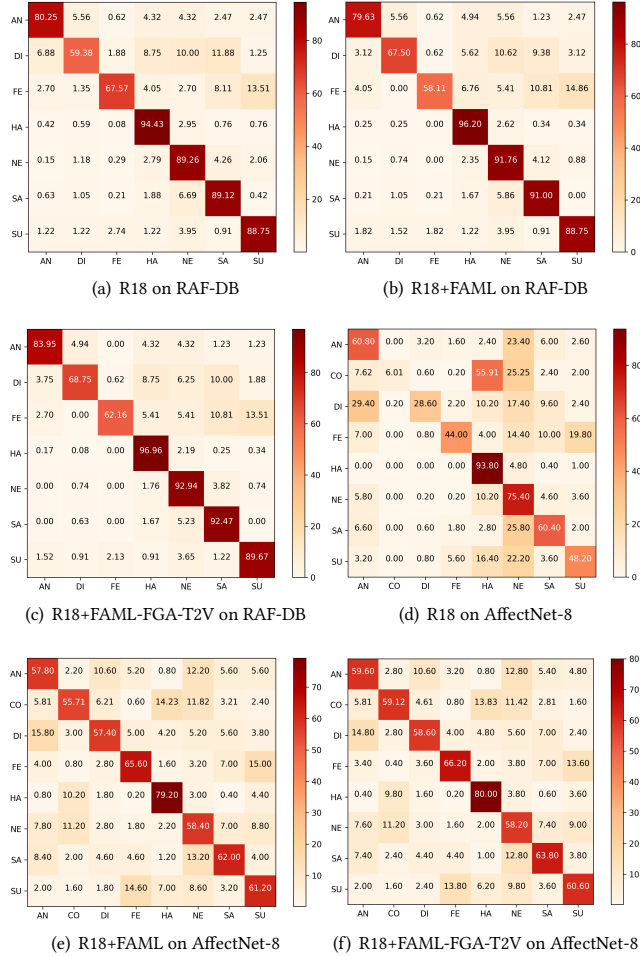 AN 80.25 5.56 0.62 4.32 4.32 2.47 2.47
DI 6.88 59.38 1.88 8.75 10.00 11.88 1.25
FE 2.70 1.35 67.57 4.05 2.70 8.11 13.51
HA 0.42 0.59 0.08 94.43 2.95 0.76 0.76
NE 0.15 1.18 0.29 2.79 89.26 4.26 2.06
SA 0.63 1.05 0.21 1.88 6.69 89.12 0.42
SU 1.22 1.22 2.74 1.22 3.95 0.91 88.75
AN DI FE HA NE SA SU
80
60
40
20
(a) R18 on RAF-DB
AN 79.63 5.56 0.62 4.94 5.56 1.23 2.47
DI 3.12 67.50 0.62 5.62 10.62 9.38 3.12
FE 4.05 0.00 58.11 6.76 5.41 10.81 14.86
HA 0.25 0.25 0.00 96.20 2.62 0.34 0.34
NE 0.15 0.74 0.00 2.35 91.76 4.12 0.88
SA 0.21 1.05 0.21 1.67 5.86 91.00 0.00
SU 1.82 1.52 1.82 1.22 3.95 0.91 88.75
AN DI FE HA NE SA SU
80
60
40
20
0
(b) R18+FAML on RAF-DB
AN 83.95 4.94 0.00 4.32 4.32 1.23 1.23
DI 3.75 68.75 0.62 8.75 6.25 10.00 1.88
FE 2.70 0.00 62.16 5.41 5.41 10.81 13.51
HA 0.17 0.08 0.00 96.96 2.19 0.25 0.34
NE 0.00 0.74 0.00 1.76 92.94 3.82 0.74
SA 0.00 0.63 0.00 1.67 5.23 92.47 0.00
SU 1.52 0.91 2.13 0.91 3.65 1.22 89.67
AN DI FE HA NE SA SU
80
60
40
20
0
(c) R18+FAML-FGA-T2V on RAF-DB
AN 60.80 0.00 3.20 1.60 2.40 23.40 6.00 2.60
CO 7.62 6.01 0.60 0.20 55.91 25.25 2.40 2.00
DI 29.40 0.20 28.60 2.20 10.20 17.40 9.60 2.40
FE 7.00 0.00 0.80 44.00 4.00 14.40 10.00 19.80
HA 0.00 0.00 0.00 0.00 93.80 4.80 0.40 1.00
NE 5.80 0.00 0.20 0.20 10.20 75.40 4.60 3.60
SA 6.60 0.00 0.60 1.80 2.80 25.80 60.40 2.00
SU 3.20 0.00 0.80 5.60 16.40 22.20 3.60 48.20
AN CO DI FE HA NE SA SU
80
60
40
20
0
(d) R18 on AffectNet-8
AN 57.80 2.20 10.60 5.20 0.80 12.20 5.60 5.60
CO 5.81 55.71 6.21 0.60 14.23 11.82 3.21 2.40
DI 15.80 3.00 57.40 5.00 4.20 5.20 5.60 3.80
FE 4.00 0.80 2.80 65.60 4.00 0.80 7.00 15.00
HA 0.80 10.20 1.80 0.20 79.20 3.00 0.40 4.40
NE 7.80 11.20 2.80 1.80 2.20 58.40 7.00 8.80
SA 8.40 2.00 4.60 4.60 1.20 13.20 62.00 4.00
SU 2.00 1.60 1.80 14.60 7.00 8.60 3.20 61.20
AN CO DI FE HA NE SA SU
70
60
50
40
30
20
10
(e) R18+FAML on AffectNet-8
AN 59.60 2.80 10.60 3.20 0.80 12.80 5.40 4.80
CO 5.81 59.12 4.61 0.80 13.83 11.42 2.81 1.60
DI 14.80 2.80 58.60 4.00 4.80 5.60 7.00 2.40
FE 3.40 0.40 3.60 66.20 2.00 3.80 7.00 13.60
HA 0.40 9.80 1.60 0.20 80.00 3.80 0.60 3.60
NE 7.60 11.20 3.00 1.60 2.00 58.20 7.40 9.00
SA 7.40 2.40 4.40 4.40 1.00 12.80 63.80 3.80
SU 2.00 1.60 2.40 13.80 6.20 9.80 3.60 60.60
AN CO DI FE HA NE SA SU
80
70
60
50
40
30
20
10
(f) R18+FAML-FGA-T2V on AffectNet-8